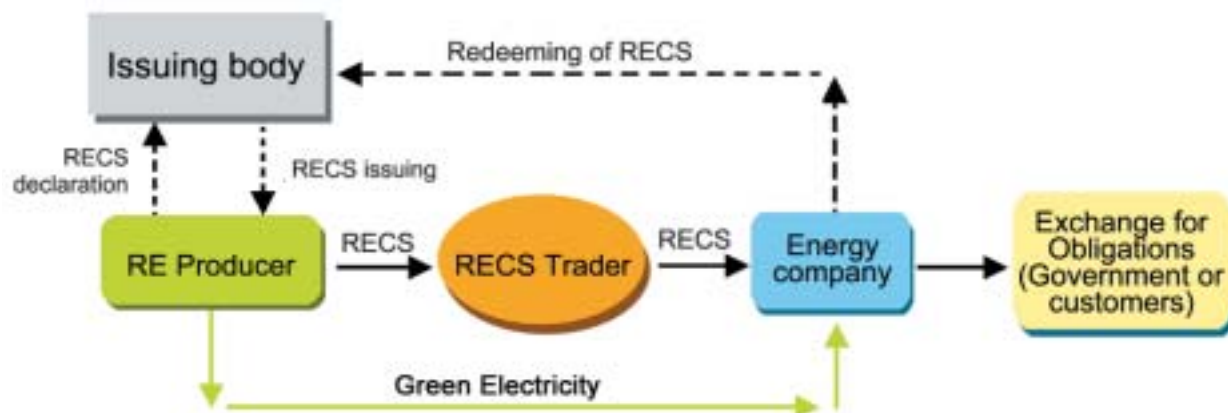 Redeeming of RECS
Issuing body
RECS
declaration
RECS issuing
RE Producer
RECS
RECS Trader
RECS
Energy
company
Exchange for
Obligations
(Government or
customers)
Green Electricity